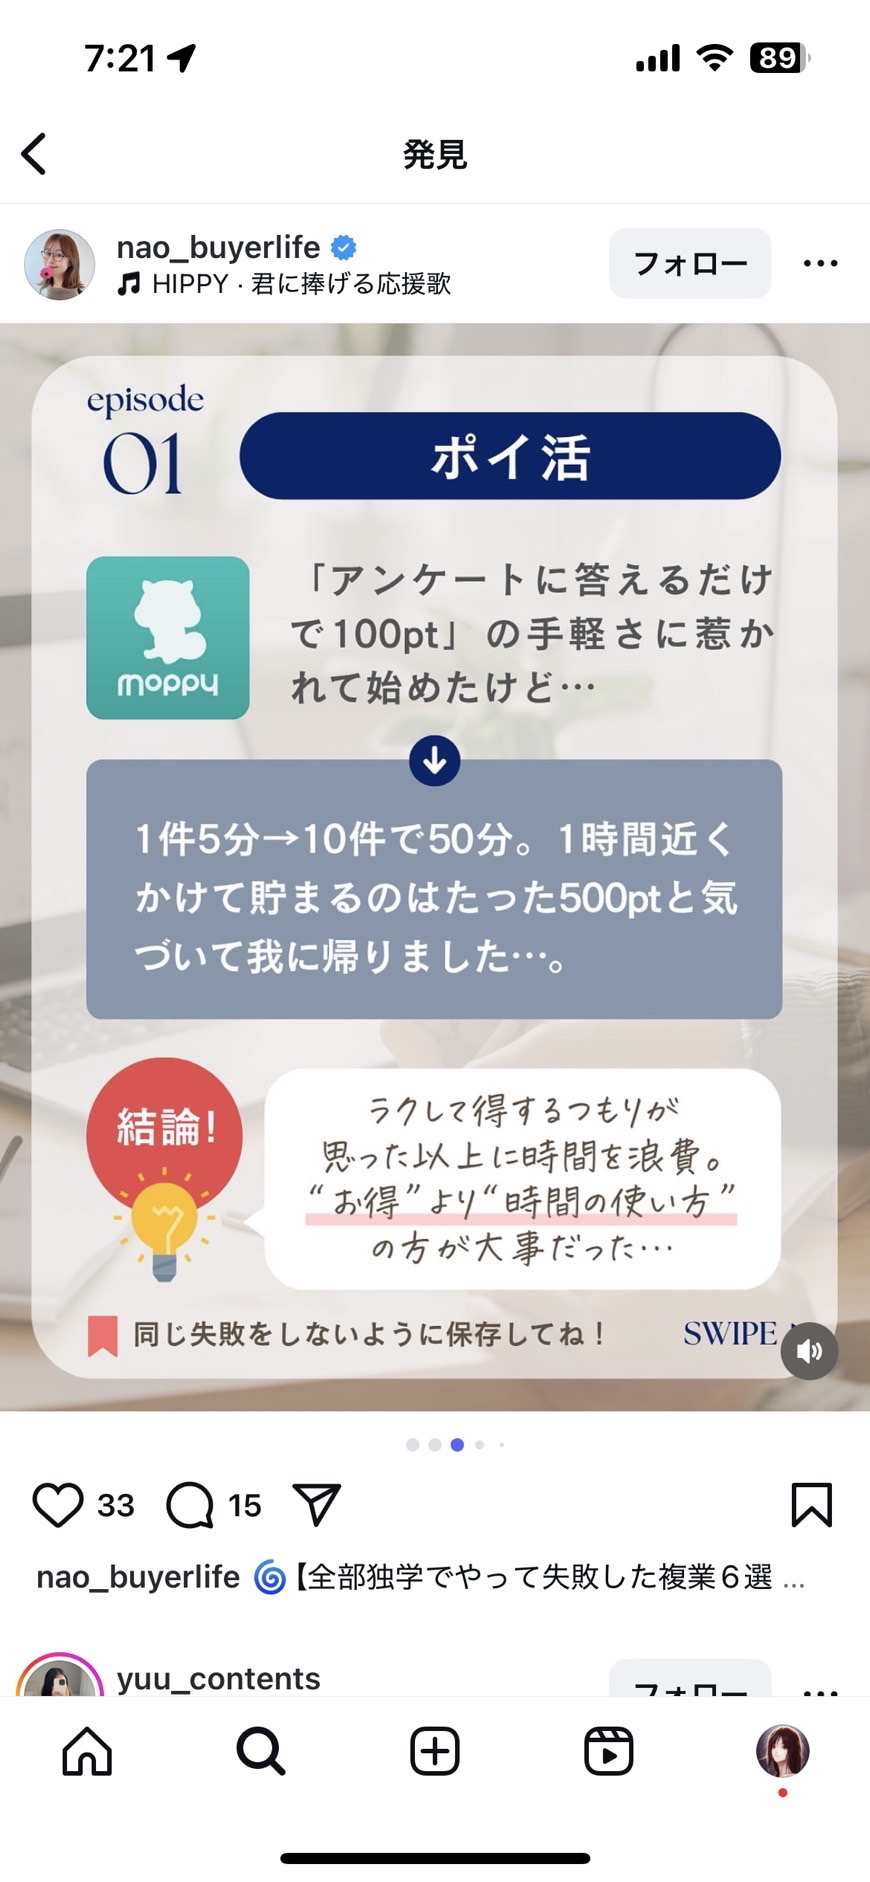 7:21
89
発見
nao_buyerlife
HIPPY · 君に捧げる応援歌
フォロー
episode
01
ポイ活
moppy
「アンケートに答えるだけ
で100pt」の手軽さに惹か
れて始めたけど…
1件5分→10件で50分。1時間近く
かけて貯まるのはたった500ptと気
づいて我に帰りました…。
結論!
ラクして得するつもりが
思った以上に時間を浪費。
“お得”より“時間の使い方”
の方が大事だった…
同じ失敗をしないように保存してね！
SWIPE
33
15
nao_buyerlife 🌀【全部独学でやって失敗した複業６選 ...
yuu_contents
フォロー